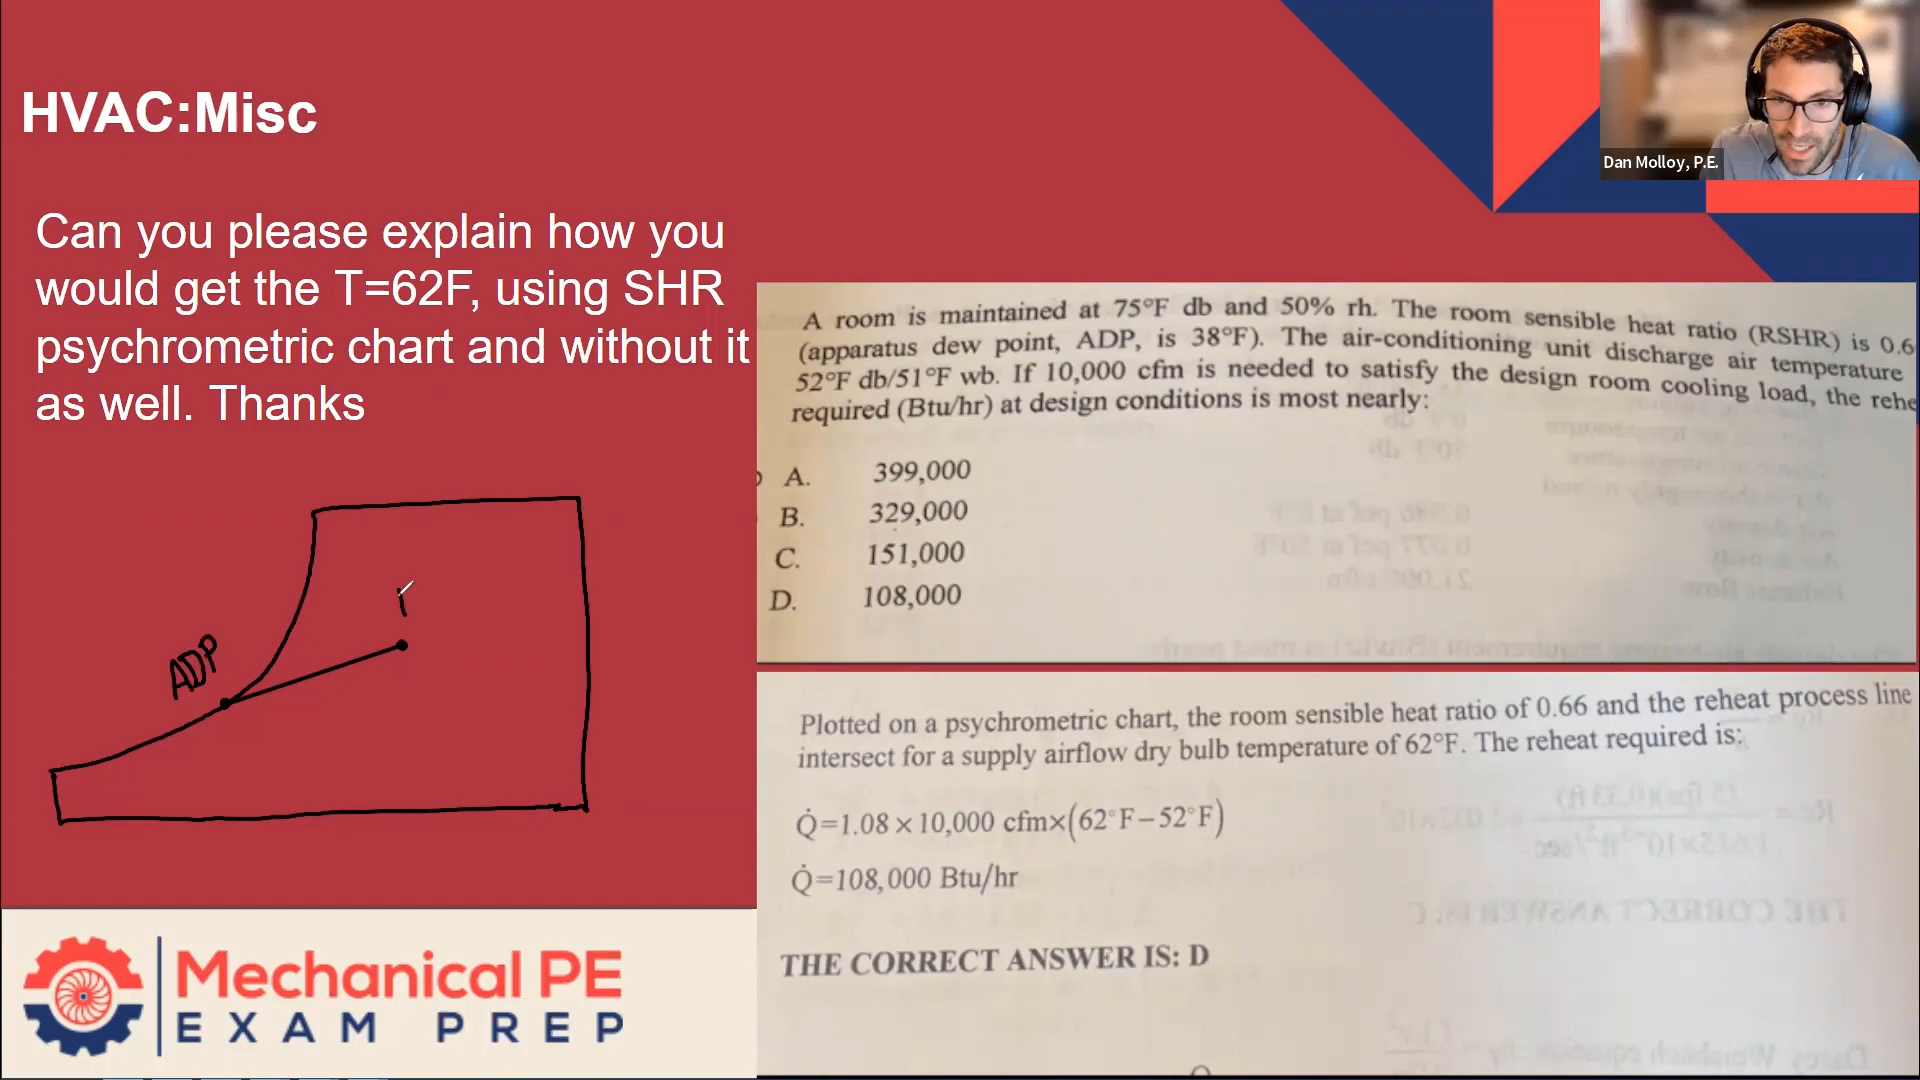 HVAC:Misc
Dan Molloy, P.E.
Can you please explain how you
would get the T=62F, using SHR
psychrometric chart and without it
as well. Thanks
A room is maintained at 75°F db and 50% rh. The room sensible heat ratio (RSHR) is 0.6
(apparatus dew point, ADP, is 38°F). The air-conditioning unit discharge air temperature
52°F db/51°F wb. If 10,000 cfm is needed to satisfy the design room cooling load, the rehe
required (Btu/hr) at design conditions is most nearly:
A. 399,000
B. 329,000
C. 151,000
D. 108,000
ADP
Plotted on a psychrometric chart, the room sensible heat ratio of 0.66 and the reheat process line
intersect for a supply airflow dry bulb temperature of 62°F. The reheat required is:
Q̇=1.08 × 10,000 cfm×(62°F−52°F)
Q̇=108,000 Btu/hr
THE CORRECT ANSWER IS: D
Mechanical PE
EXAM PREP